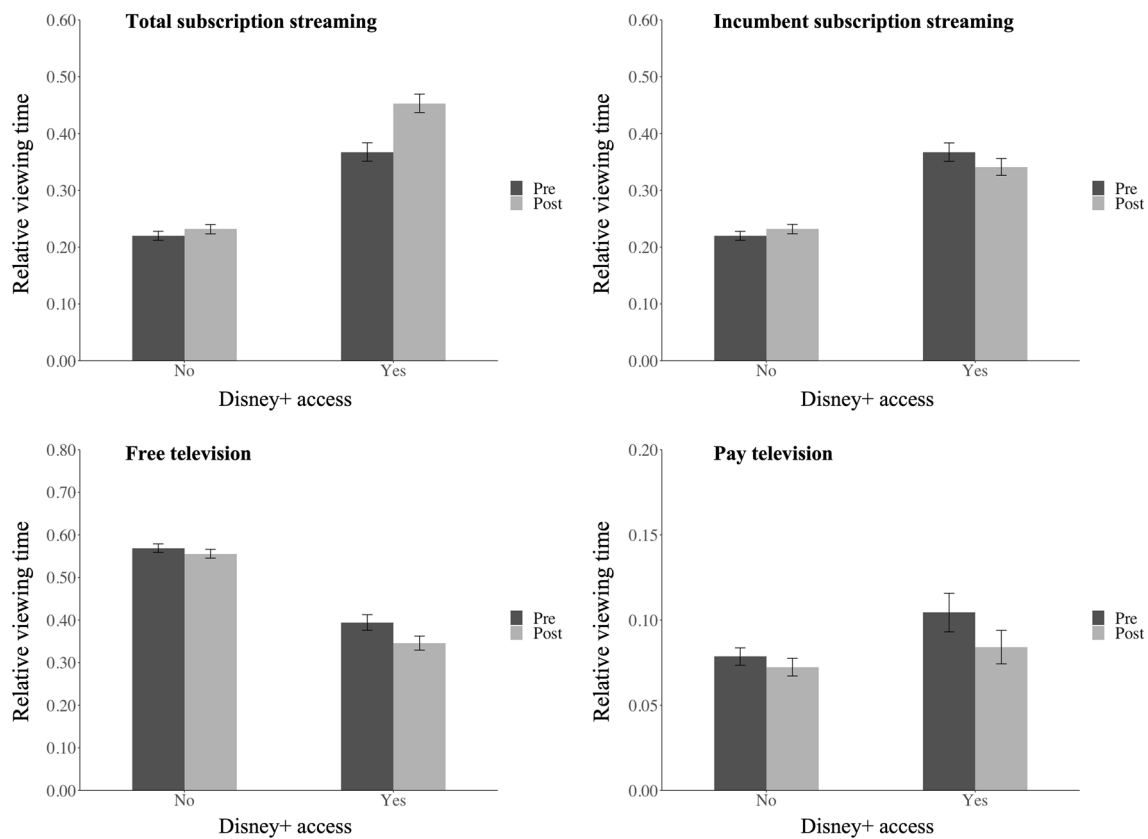 Total subscription streaming
Relative viewing time
0.60
0.50
0.40
0.30
0.20
0.10
0.00
No
Yes
Disney+ access
Pre
Post
Incumbent subscription streaming
Relative viewing time
0.60
0.50
0.40
0.30
0.20
0.10
0.00
No
Yes
Disney+ access
Pre
Post
Free television
Relative viewing time
0.80
0.70
0.60
0.50
0.40
0.30
0.20
0.10
0.00
No
Yes
Disney+ access
Pre
Post
Pay television
Relative viewing time
0.20
0.15
0.10
0.05
0.00
No
Yes
Disney+ access
Pre
Post